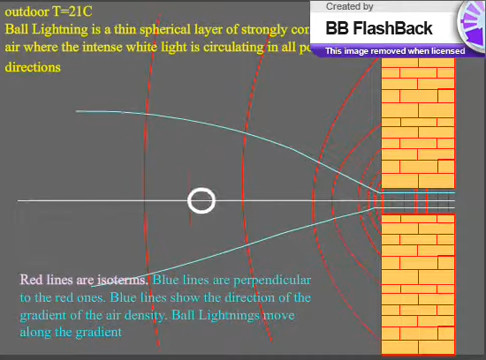 outdoor T=21C
Created by
Ball Lightning is a thin spherical layer of strongly
BB FlashBack
air where the intense white light is circulating in all
This image removed when licensed
directions
Red lines are isoterms. Blue lines are perpendicular
to the red ones. Blue lines show the direction of the
gradient of the air density. Ball Lightnings move
along the gradient